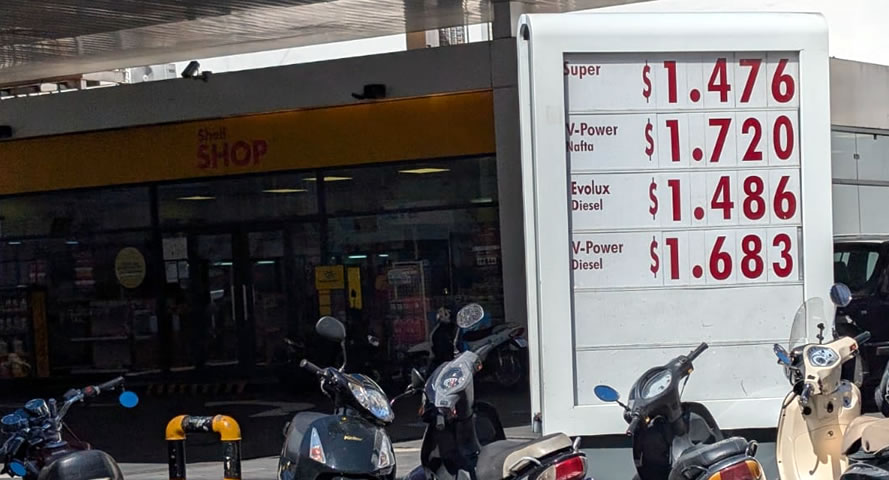 Shell
SHOP
Super $1.476
V-Power
Nafta $1.720
Evolux
Diesel $1.486
V-Power
Diesel $1.683